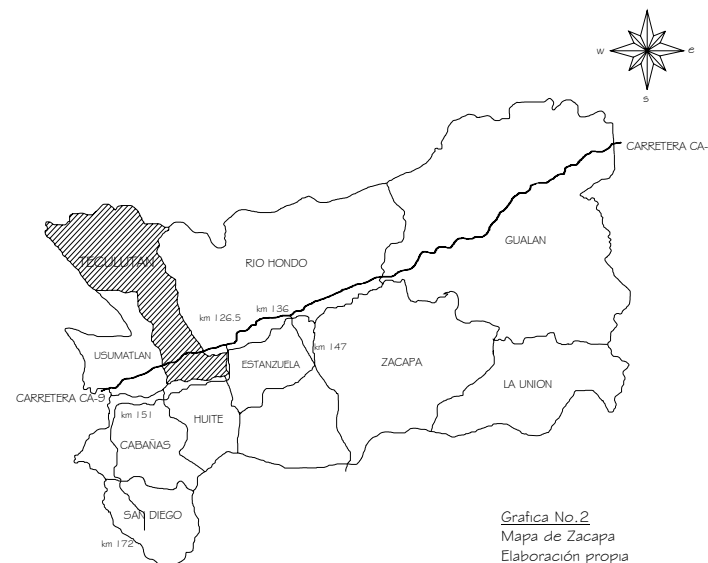 w
e
s
CARRETERA CA-
GUALAN
TECULUTAN
RIO HONDO
km 136
km 126.5
km 147
USUMATLAN
ESTANZUELA
ZACAPA
LA UNION
CARRETERA CA-9
km 151
HUITE
CABAÑAS
SAN DIEGO
km 172
Grafica No.2
Mapa de Zacapa
Elaboración propia